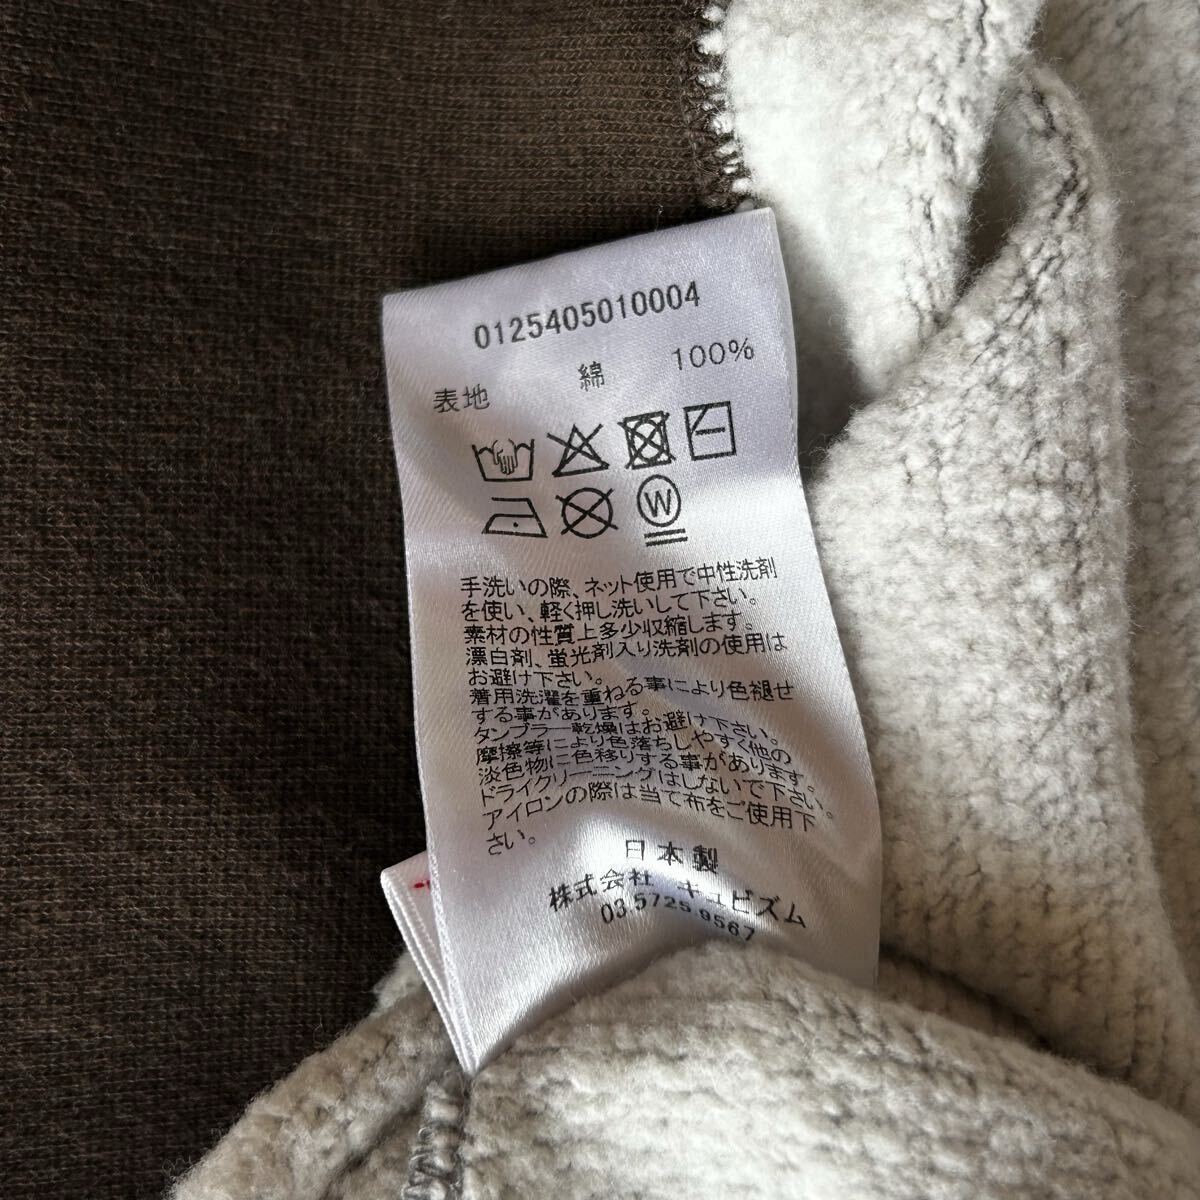 0125405010004
表地 綿 100%
W
手洗いの際、ネット使用で中性洗剤
を使い、軽く押し洗いして下さい。
素材の性質上多少収縮します。
漂白剤、蛍光剤入り洗剤の使用は
お避け下さい。
着用洗濯を重ねる事により色褪せ
する事があります。
タンブラー乾燥はお避け下さい。
摩擦等により色落ちしやすく他の
淡色物に色移りする事があります。
ドライクリーニングはしないで下さい。
アイロンの際は当て布をご使用下
さい。
日本製
株式会社 キュビズム
03.5725.9567